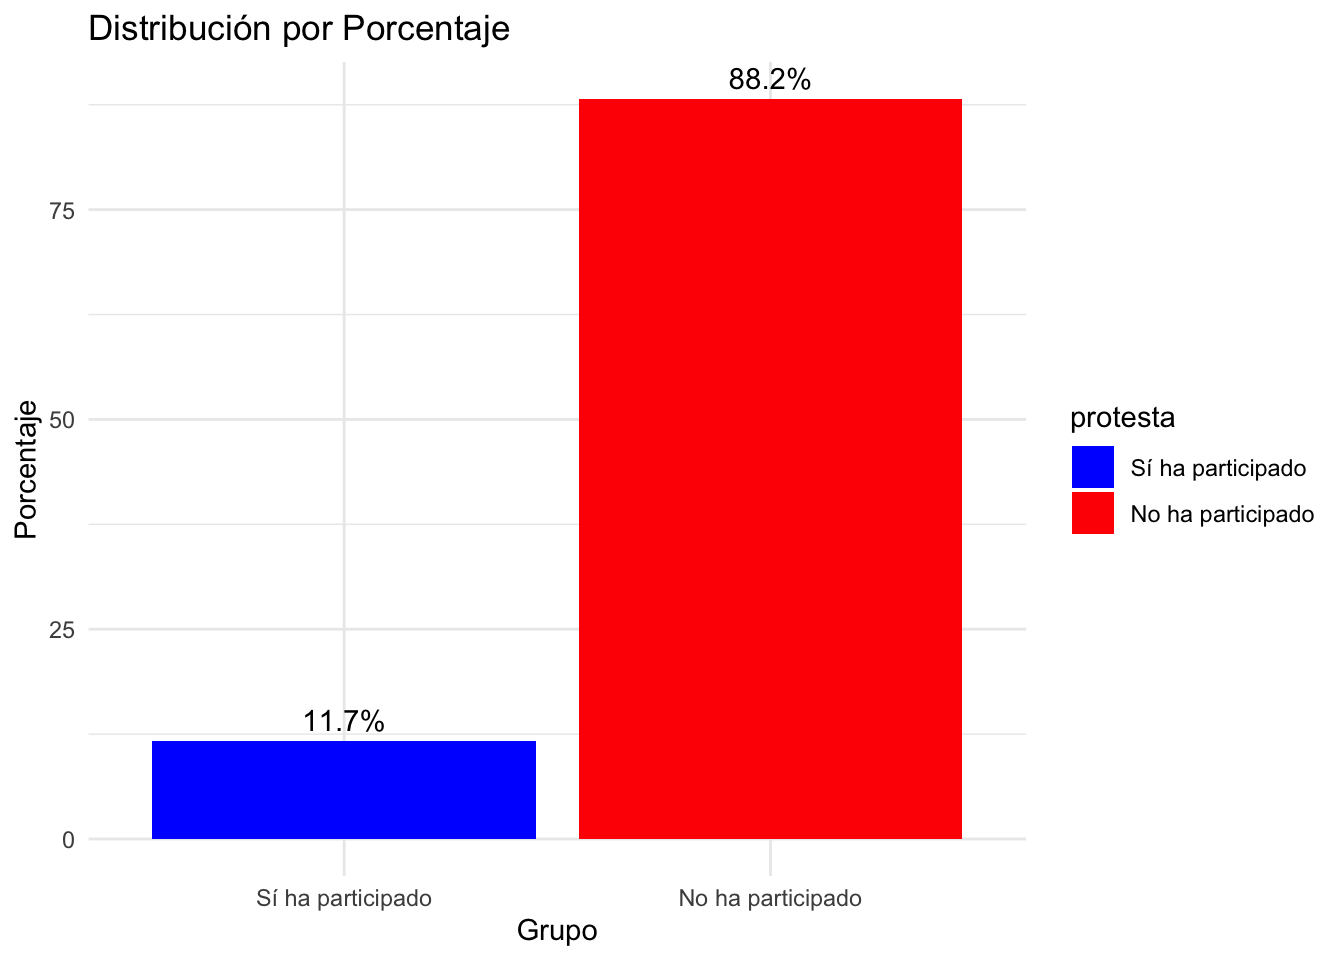 Distribución por Porcentaje
88.2%
75
50
25
0
Porcentaje
11.7%
Sí ha participado
No ha participado
Grupo
protesta
Sí ha participado
No ha participado